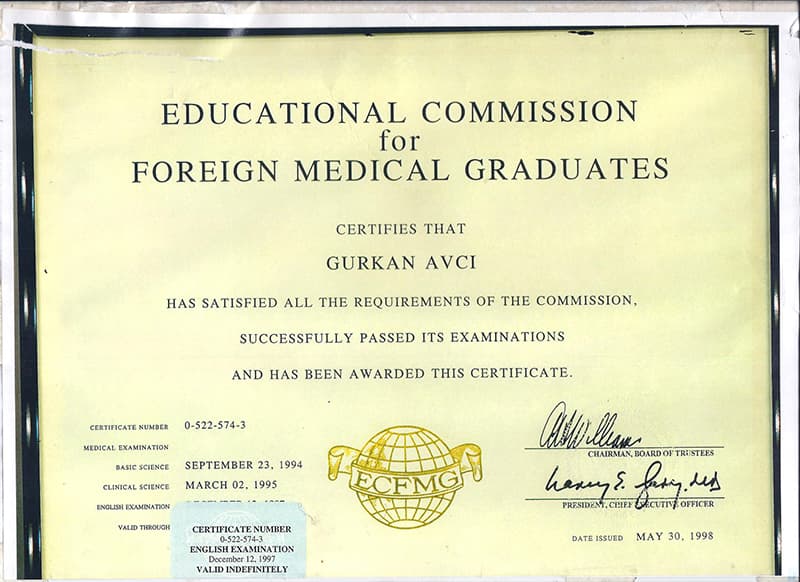 EDUCATIONAL COMMISSION
for
FOREIGN MEDICAL GRADUATES
CERTIFIES THAT
GURKAN AVCI
HAS SATISFIED ALL THE REQUIREMENTS OF THE COMMISSION,
SUCCESSFULLY PASSED ITS EXAMINATIONS
AND HAS BEEN AWARDED THIS CERTIFICATE.
CERTIFICATE NUMBER 0-522-574-3
MEDICAL EXAMINATION
BASIC SCIENCE SEPTEMBER 23, 1994
CLINICAL SCIENCE MARCH 02, 1995
ENGLISH EXAMINATION
VALID THROUGH
CERTIFICATE NUMBER
0-522-574-3
ENGLISH EXAMINATION
December 12, 1997
VALID INDEFINITELY
ECFMG
CHAIRMAN, BOARD OF TRUSTEES
PRESIDENT, CHIEF EXECUTIVE OFFICER
DATE ISSUED MAY 30, 1998